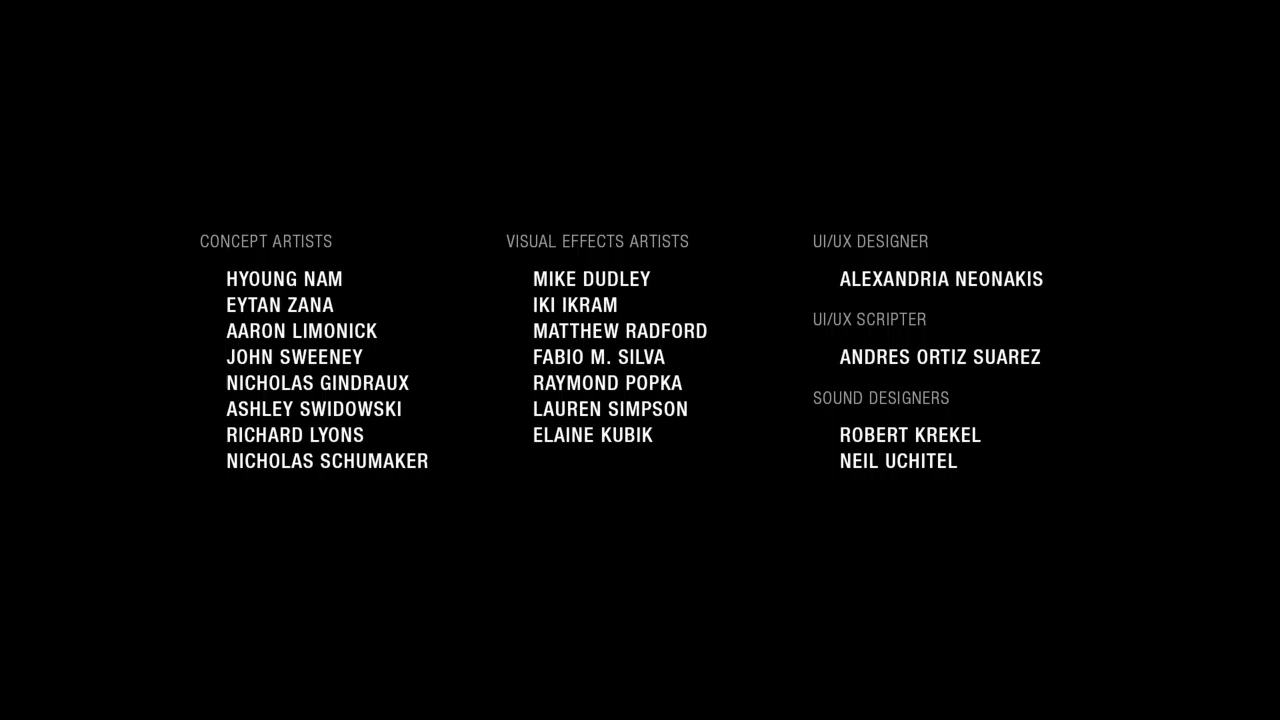 CONCEPT ARTISTS
HYOUNG NAM
EYTAN ZANA
AARON LIMONICK
JOHN SWEENEY
NICHOLAS GINDRAUX
ASHLEY SWIDOWSKI
RICHARD LYONS
NICHOLAS SCHUMAKER
VISUAL EFFECTS ARTISTS
MIKE DUDLEY
IKI IKRAM
MATTHEW RADFORD
FABIO M. SILVA
RAYMOND POPKA
LAUREN SIMPSON
ELAINE KUBIK
UI/UX DESIGNER
ALEXANDRIA NEONAKIS
UI/UX SCRIPTER
ANDRES ORTIZ SUAREZ
SOUND DESIGNERS
ROBERT KREKEL
NEIL UCHITEL